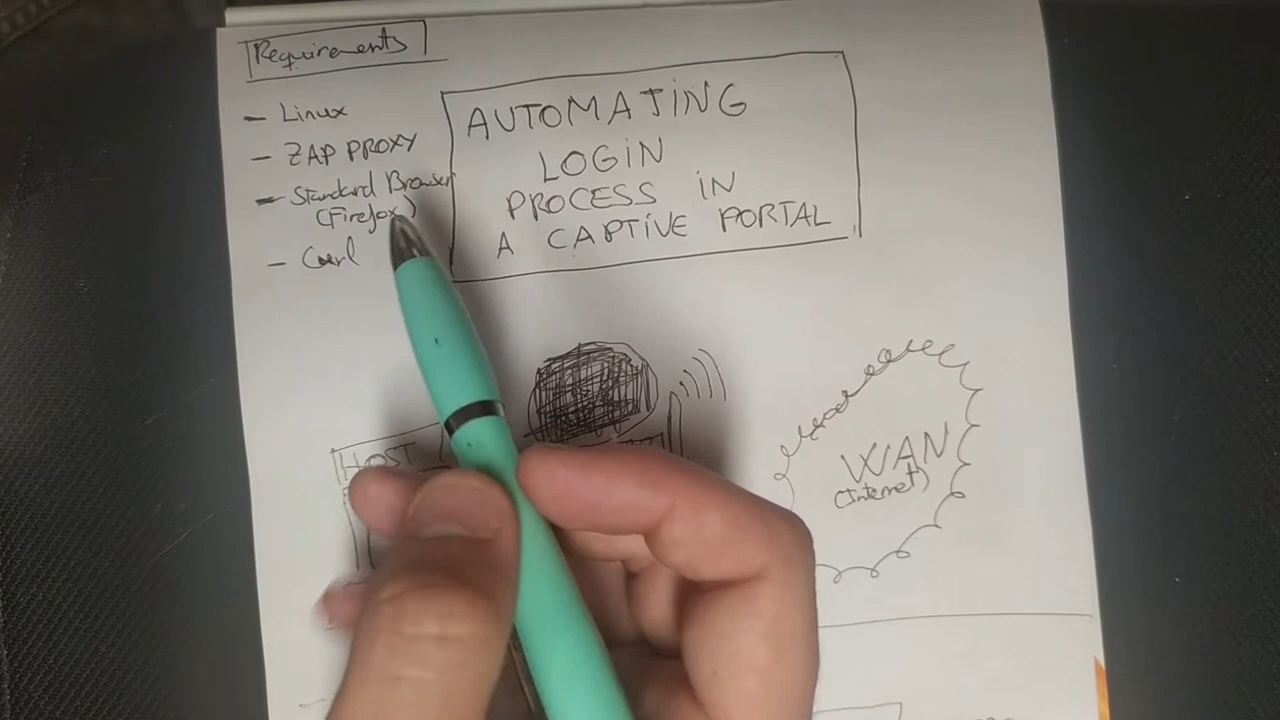 Requirements
- Linux
- ZAP PROXY
- Standard Browser
(Firefox)
- Curl
AUTOMATING
LOGIN
PROCESS IN
A CAPTIVE PORTAL
HOST
WAN
(Internet)